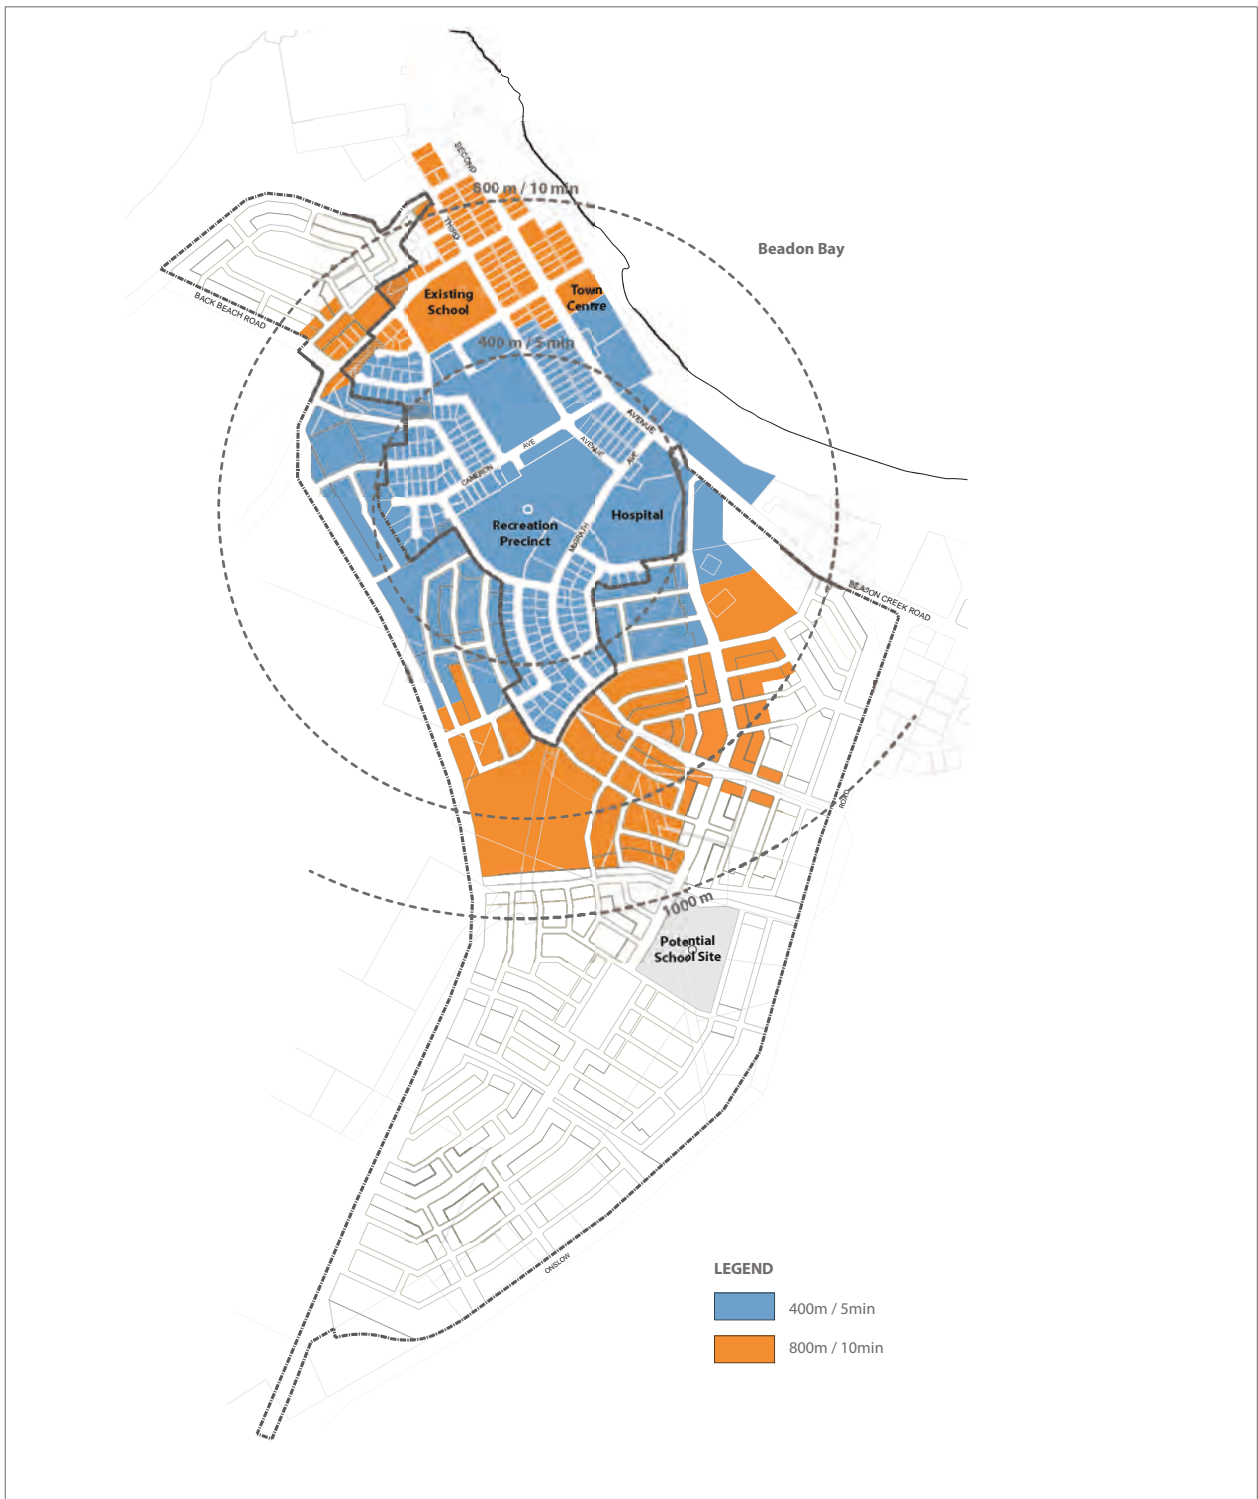 SECOND
800 m / 10 min
THIRD
Beadon Bay
Existing
School
Town
Centre
BACK BEACH ROAD
400 m / 5 min
AVENUE
AVE
AVENUE
AVE
CAMERON
Hospital
Recreation
Precinct
McGRATH
BEADON CREEK ROAD
ROAD
1000 m
Potential
School Site
ONSLOW
LEGEND
400m / 5min
800m / 10min